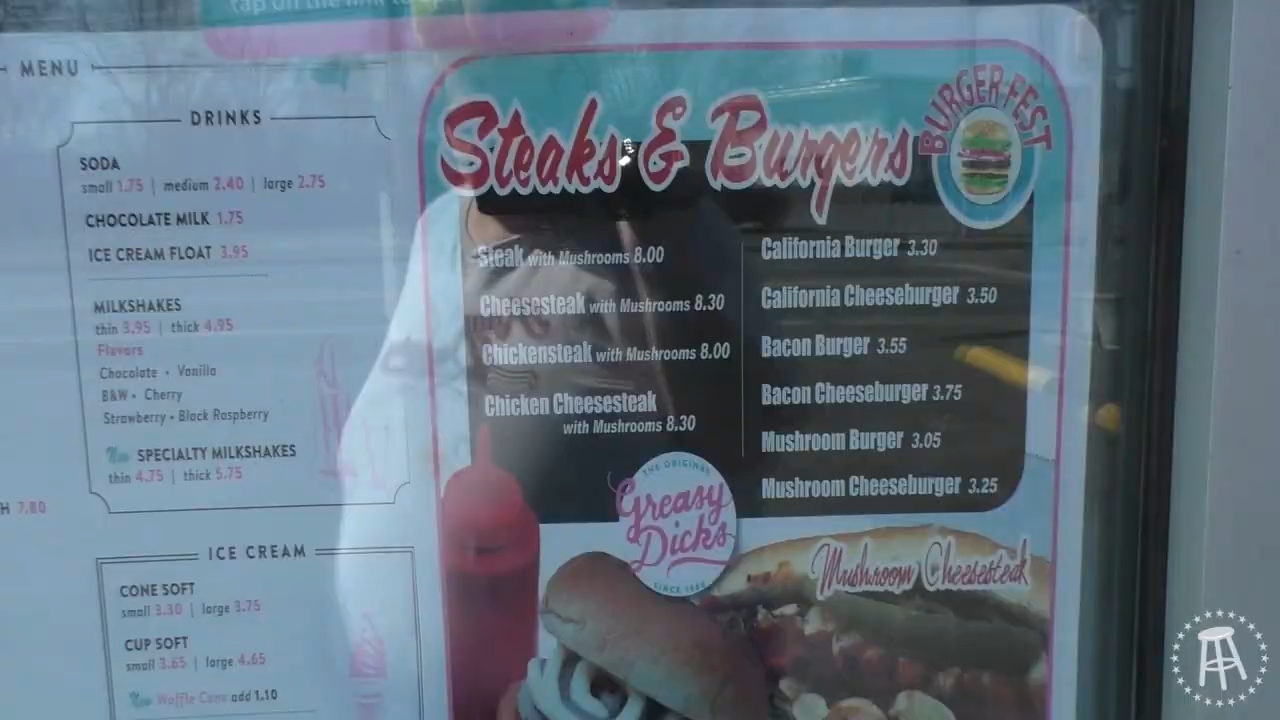 tap on the link to
MENU
DRINKS
SODA
small 1.75 | medium 2.40 | large 2.75
CHOCOLATE MILK 1.75
ICE CREAM FLOAT 3.95
MILKSHAKES
thin 3.95 | thick 4.95
Flavors
Chocolate • Vanilla
B&W • Cherry
Strawberry • Black Raspberry
SPECIALTY MILKSHAKES
thin 4.75 | thick 5.75
H 7.80
ICE CREAM
CONE SOFT
small 3.30 | large 3.75
CUP SOFT
small 3.65 | large 4.65
Waffle Cone add 1.10
Steaks & Burgers
BURGER FEST
Steak with Mushrooms 8.00
Cheesesteak with Mushrooms 8.30
Chickensteak with Mushrooms 8.00
Chicken Cheesesteak
with Mushrooms 8.30
California Burger 3.30
California Cheeseburger 3.50
Bacon Burger 3.55
Bacon Cheeseburger 3.75
Mushroom Burger 3.05
Mushroom Cheeseburger 3.25
THE ORIGINAL
Greasy
Dicks
SINCE
Mushroom Cheesesteak